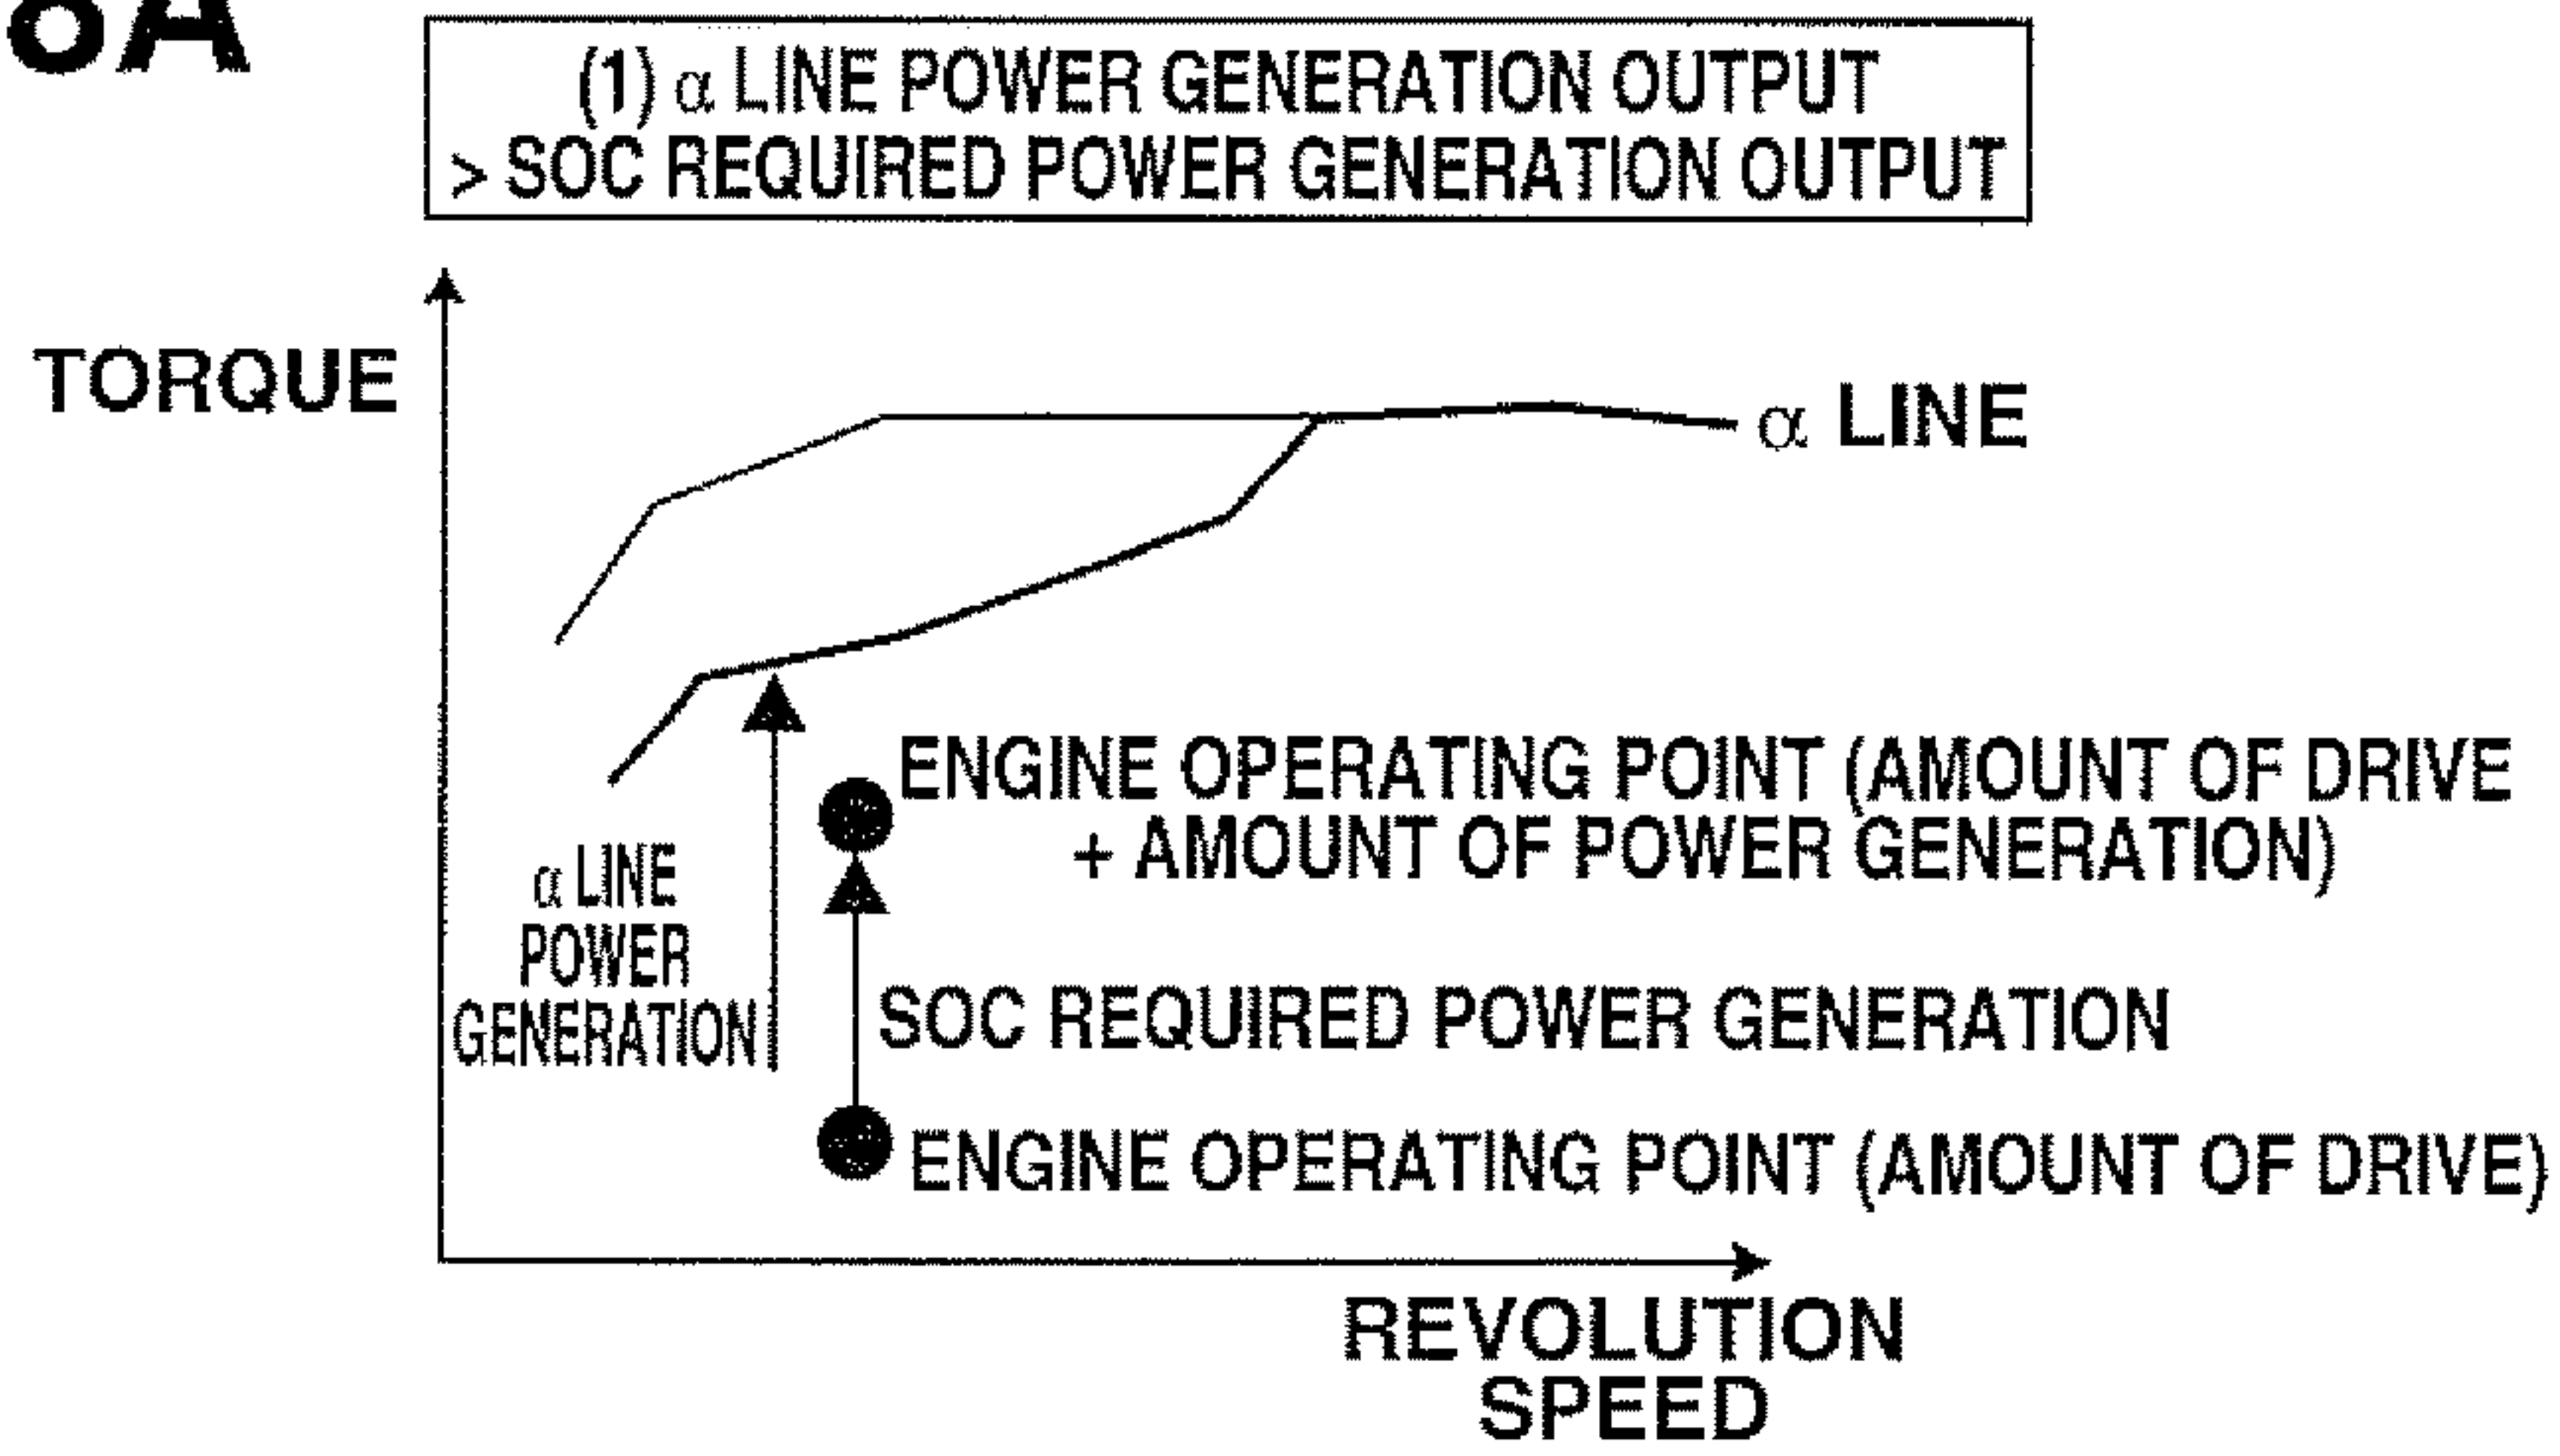 8A
(1) α LINE POWER GENERATION OUTPUT
> SOC REQUIRED POWER GENERATION OUTPUT
TORQUE
α LINE
ENGINE OPERATING POINT (AMOUNT OF DRIVE
+ AMOUNT OF POWER GENERATION)
α LINE
POWER
GENERATION
SOC REQUIRED POWER GENERATION
ENGINE OPERATING POINT (AMOUNT OF DRIVE)
REVOLUTION
SPEED